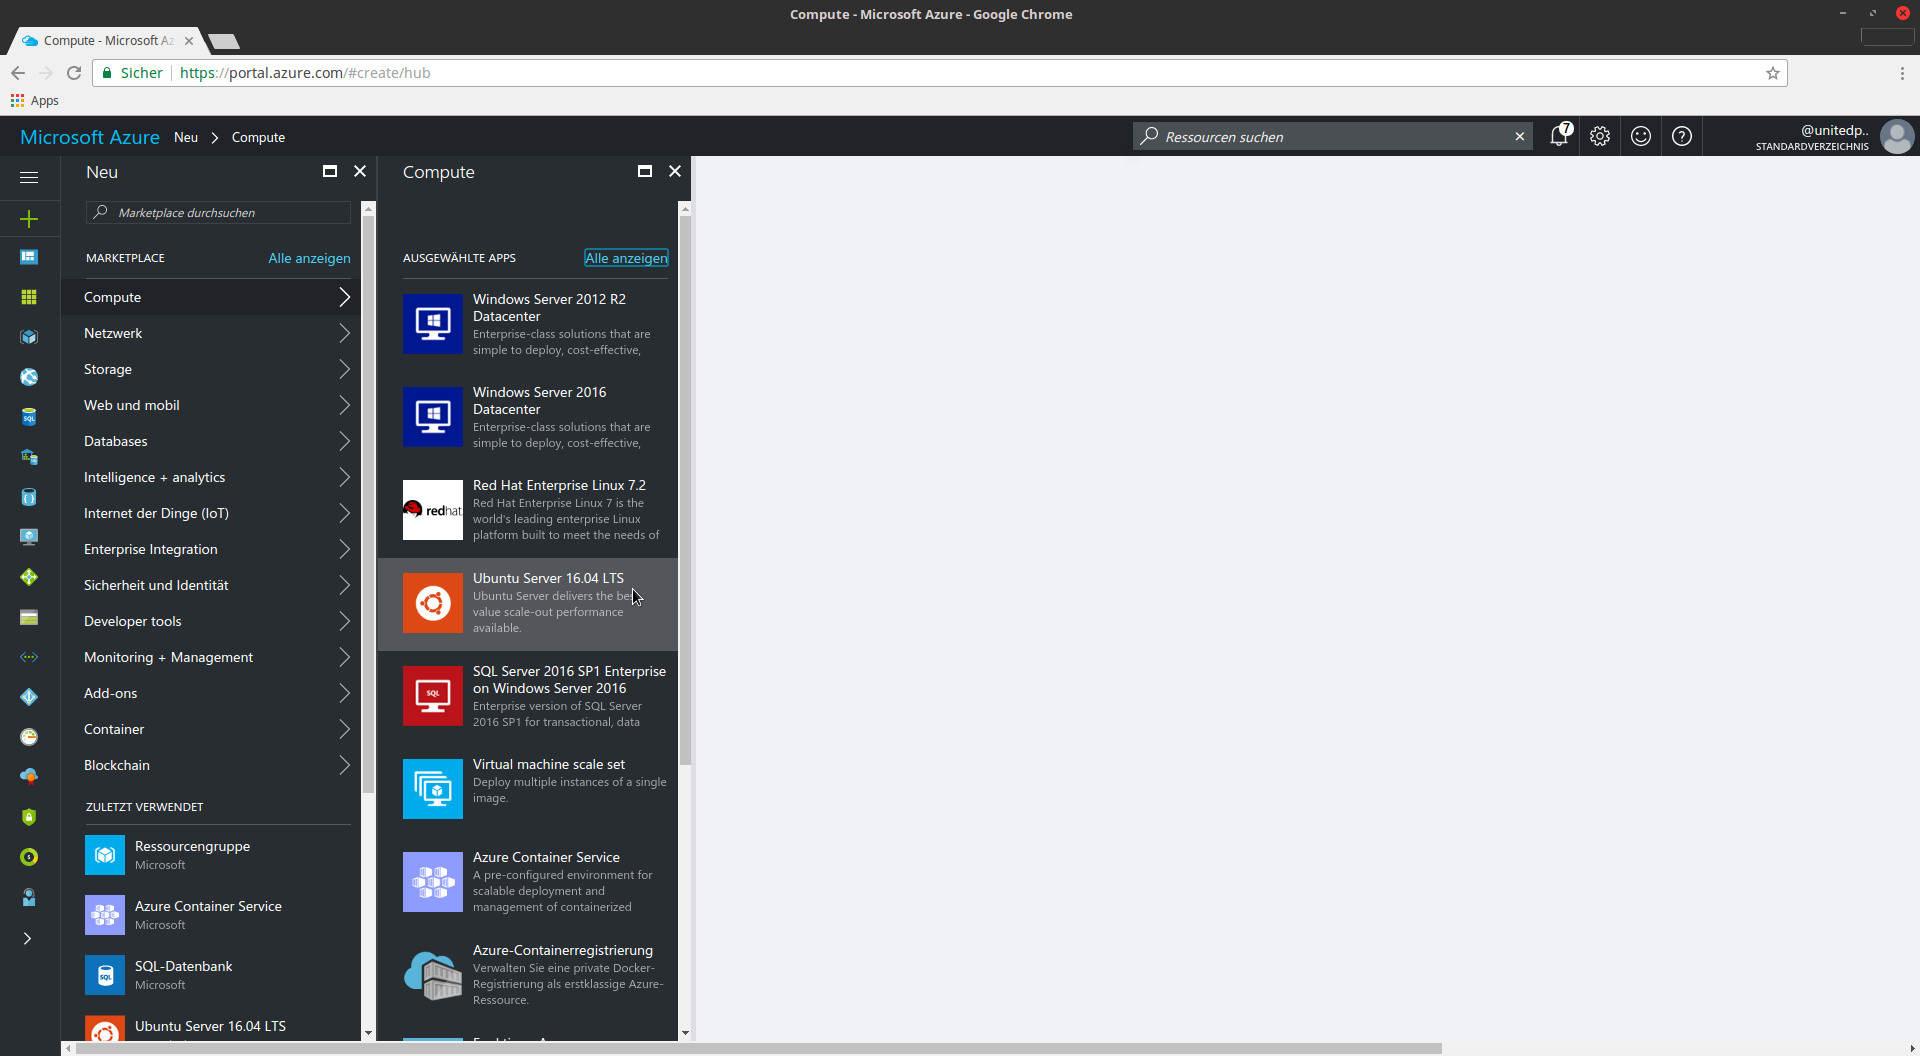 Compute - Microsoft Azure - Google Chrome
Compute - Microsoft Az
Sicher
https://portal.azure.com/#create/hub
Apps
Microsoft Azure
Neu
Compute
Ressourcen suchen
7
@unitedp..
STANDARDVERZEICHNIS
Neu
Marketplace durchsuchen
MARKETPLACE
Alle anzeigen
Compute
Netzwerk
Storage
Web und mobil
Databases
Intelligence + analytics
Internet der Dinge (IoT)
Enterprise Integration
Sicherheit und Identität
Developer tools
Monitoring + Management
Add-ons
Container
Blockchain
ZULETZT VERWENDET
Ressourcengruppe
Microsoft
Azure Container Service
Microsoft
SQL-Datenbank
Microsoft
Ubuntu Server 16.04 LTS
Compute
AUSGEWÄHLTE APPS
Alle anzeigen
Windows Server 2012 R2
Datacenter
Enterprise-class solutions that are
simple to deploy, cost-effective,
Windows Server 2016
Datacenter
Enterprise-class solutions that are
simple to deploy, cost-effective,
redhat
Red Hat Enterprise Linux 7.2
Red Hat Enterprise Linux 7 is the
world's leading enterprise Linux
platform built to meet the needs of
Ubuntu Server 16.04 LTS
Ubuntu Server delivers the be
value scale-out performance
available.
SQL
SQL Server 2016 SP1 Enterprise
on Windows Server 2016
Enterprise version of SQL Server
2016 SP1 for transactional, data
Virtual machine scale set
Deploy multiple instances of a single
image.
Azure Container Service
A pre-configured environment for
scalable deployment and
management of containerized
Azure-Containerregistrierung
Verwalten Sie eine private Docker-
Registrierung als erstklassige Azure-
Ressource.